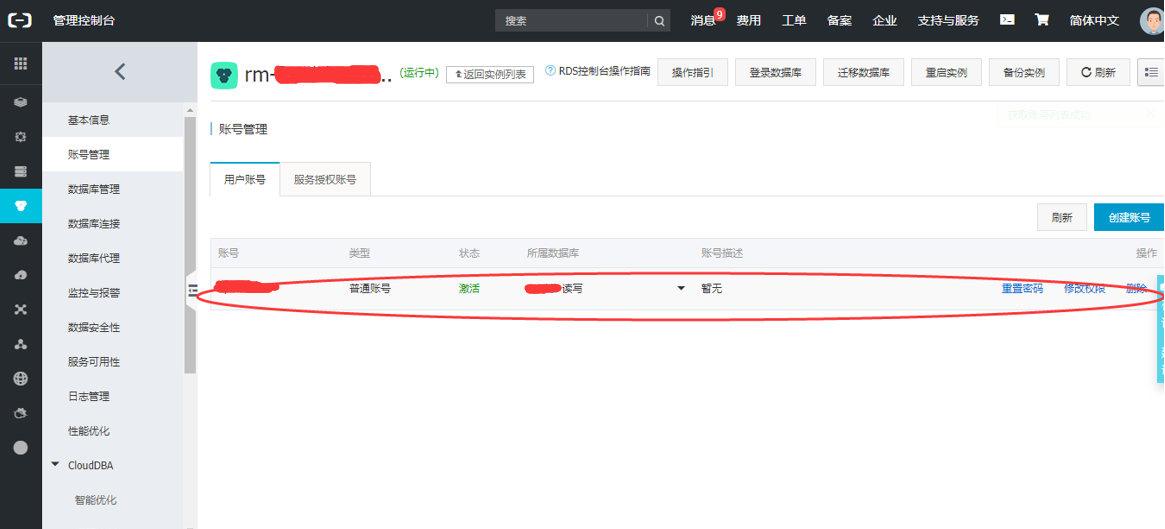 管理控制台 搜索 消息 9 费用 工单 备案 企业 支持与服务 简体中文
rm- .. (运行中) 返回实例列表 RDS控制台操作指南 操作指引 登录数据库 迁移数据库 重启实例 备份实例 刷新
基本信息
账号管理
数据库管理
数据库连接
数据库代理
监控与报警
数据安全性
服务可用性
日志管理
性能优化
CloudDBA
智能优化
获取账号列表成功
账号管理
用户账号 服务授权账号
刷新 创建账号
账号 类型 状态 所属数据库 账号描述 操作
普通账号 激活 读写 暂无 重置密码 修改权限 删除